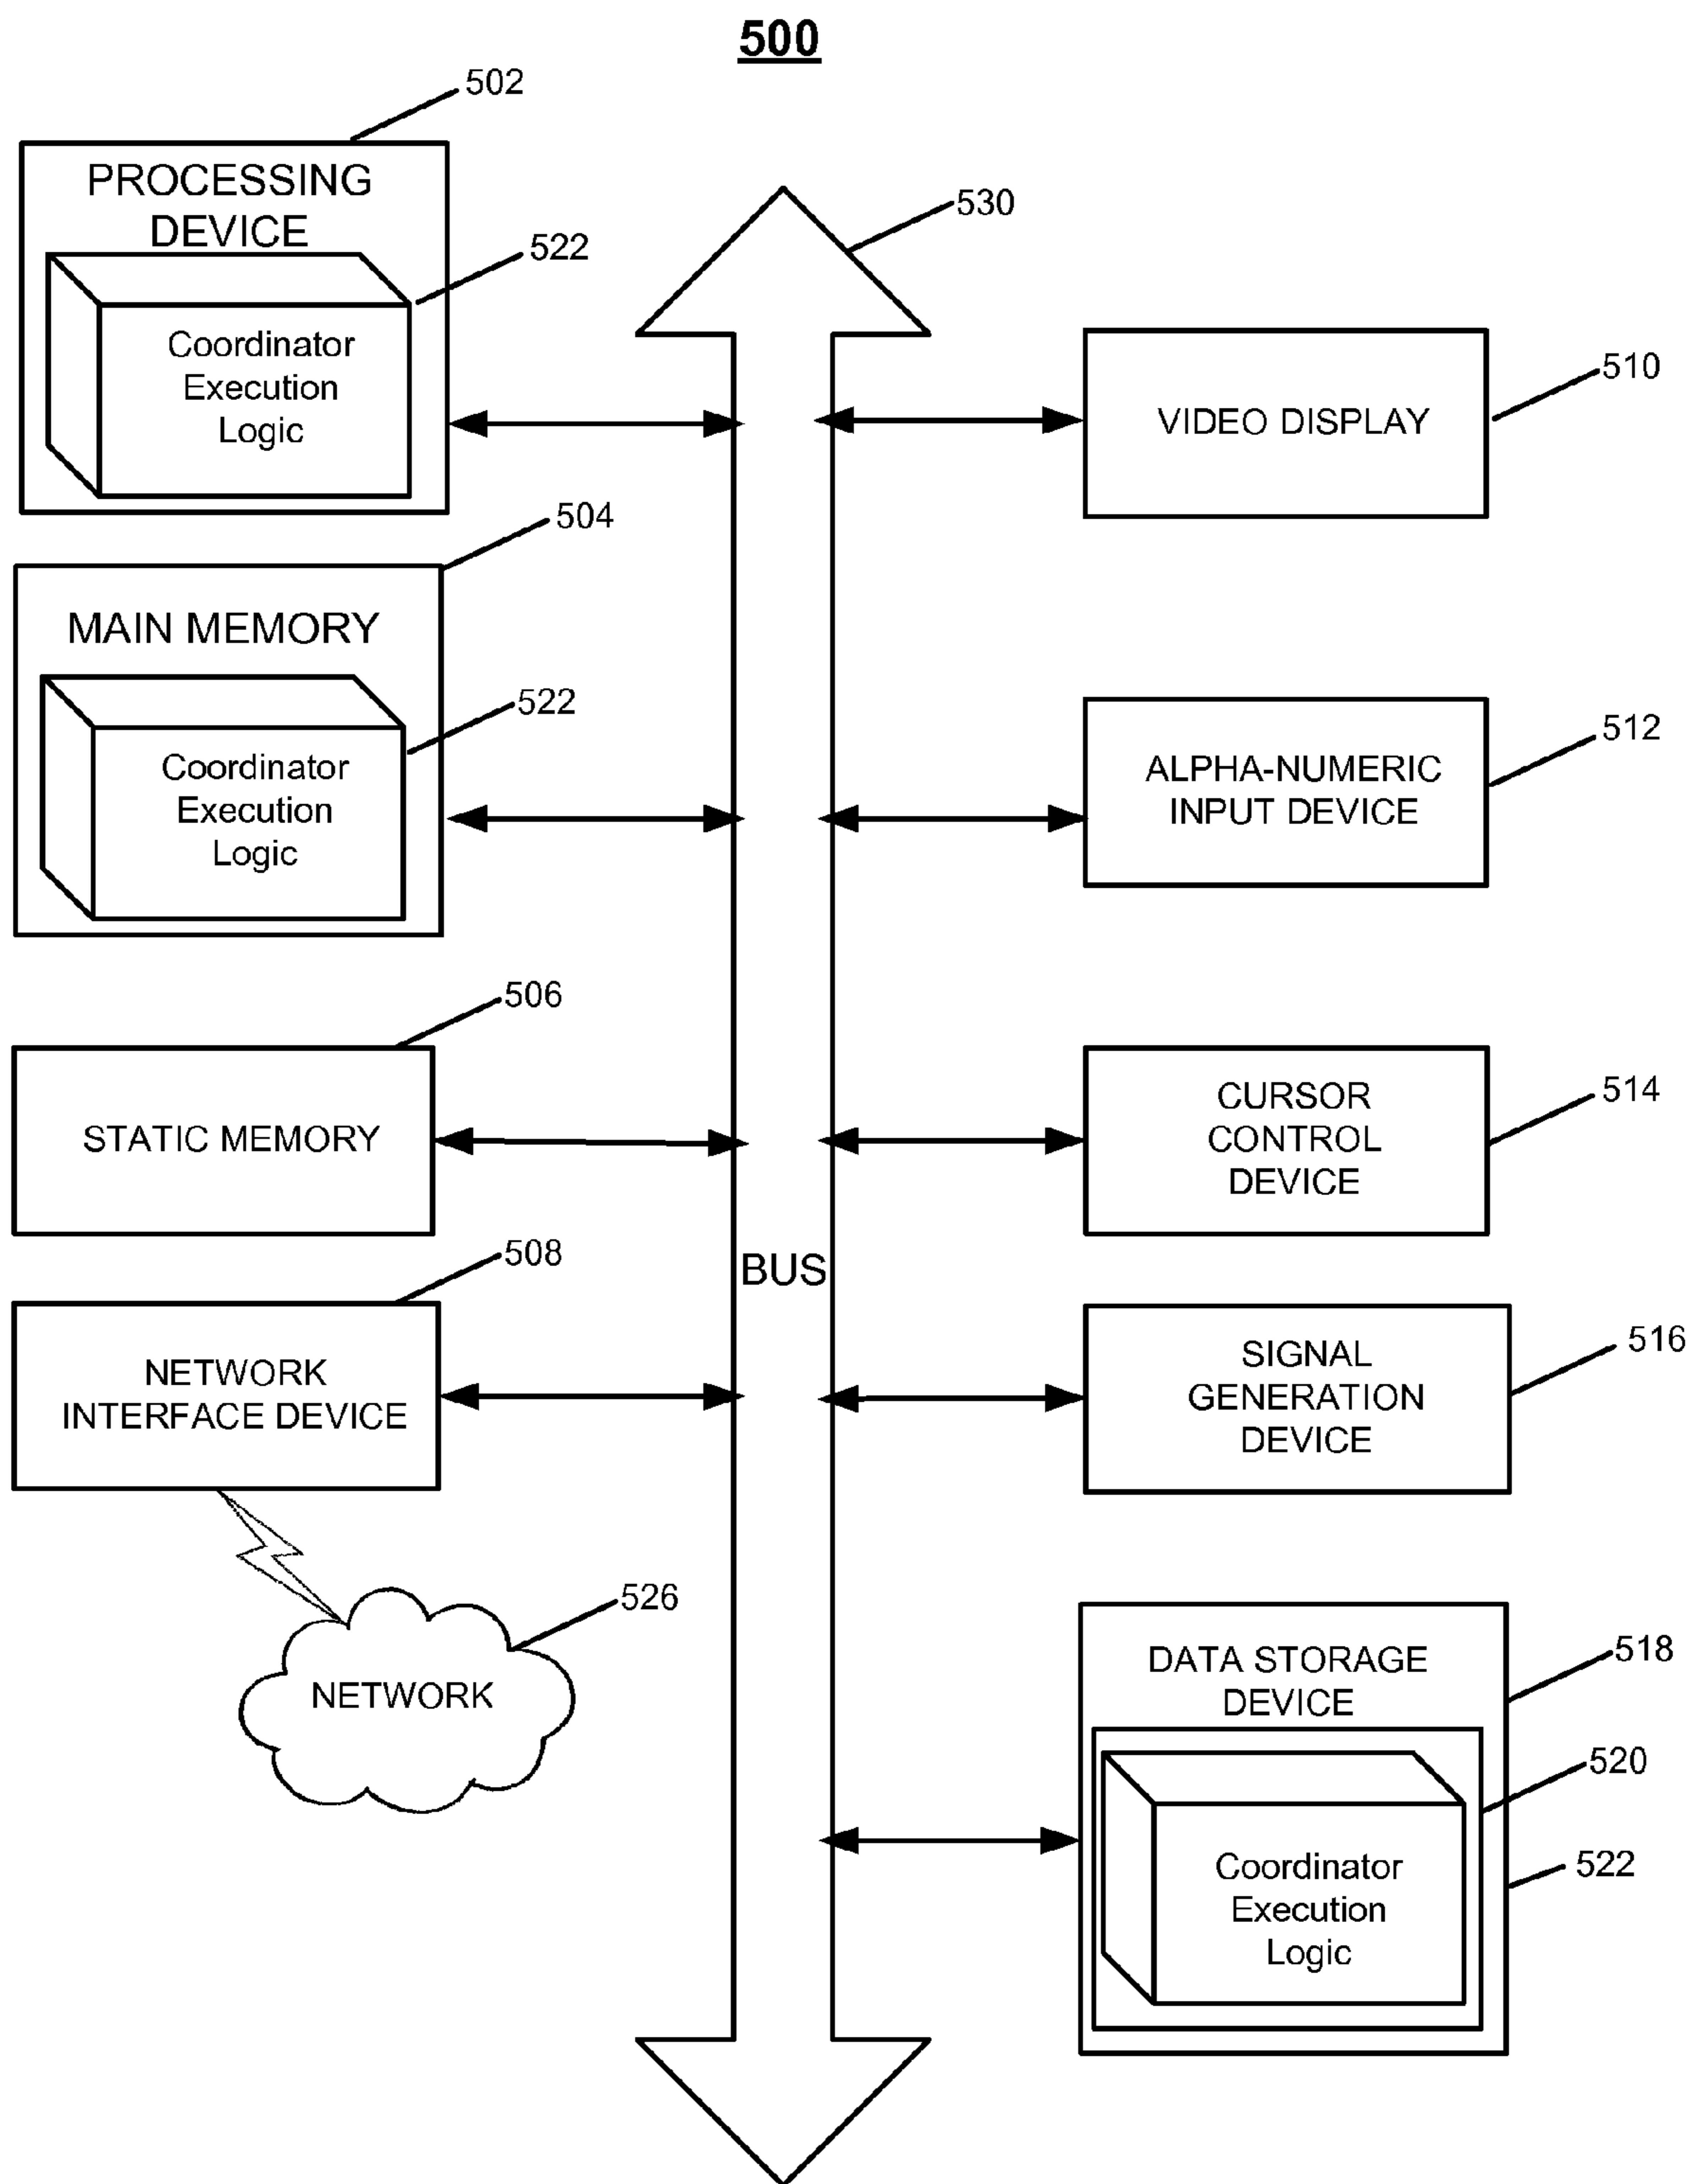 500
502
PROCESSING
DEVICE
522
Coordinator
Execution
Logic
504
MAIN MEMORY
522
Coordinator
Execution
Logic
506
STATIC MEMORY
508
NETWORK
INTERFACE DEVICE
526
NETWORK
530
BUS
510
VIDEO DISPLAY
512
ALPHA-NUMERIC
INPUT DEVICE
514
CURSOR
CONTROL
DEVICE
516
SIGNAL
GENERATION
DEVICE
518
DATA STORAGE
DEVICE
520
522
Coordinator
Execution
Logic